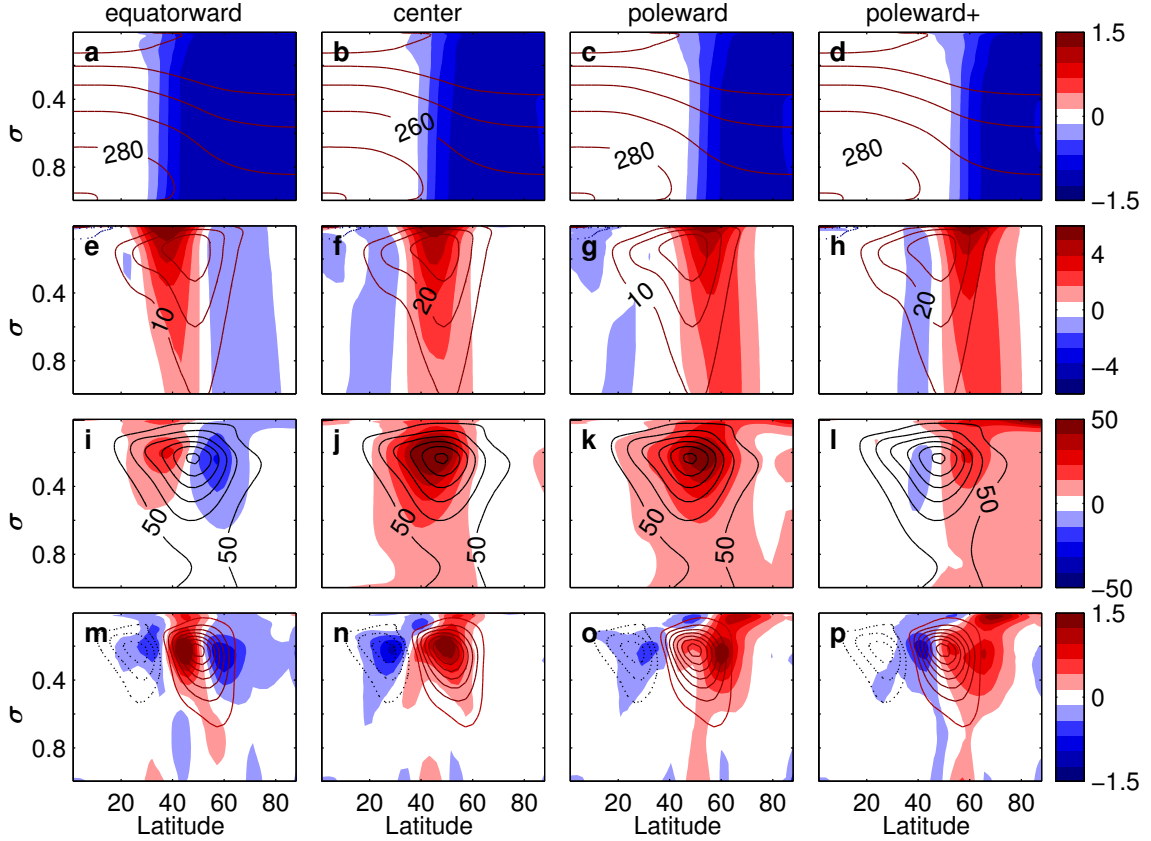 equatorward center poleward poleward+
a b c d
280 260 280 280
0.4
0.8
σ
1.5
0
−1.5
e f g h
10 20 10 20
0.4
0.8
σ
4
0
−4
i j k l
50 50 50 50 50 50 50
0.4
0.8
σ
50
0
−50
m n o p
0.4
0.8
σ
1.5
0
−1.5
20 40 60 80 20 40 60 80 20 40 60 80 20 40 60 80
Latitude Latitude Latitude Latitude